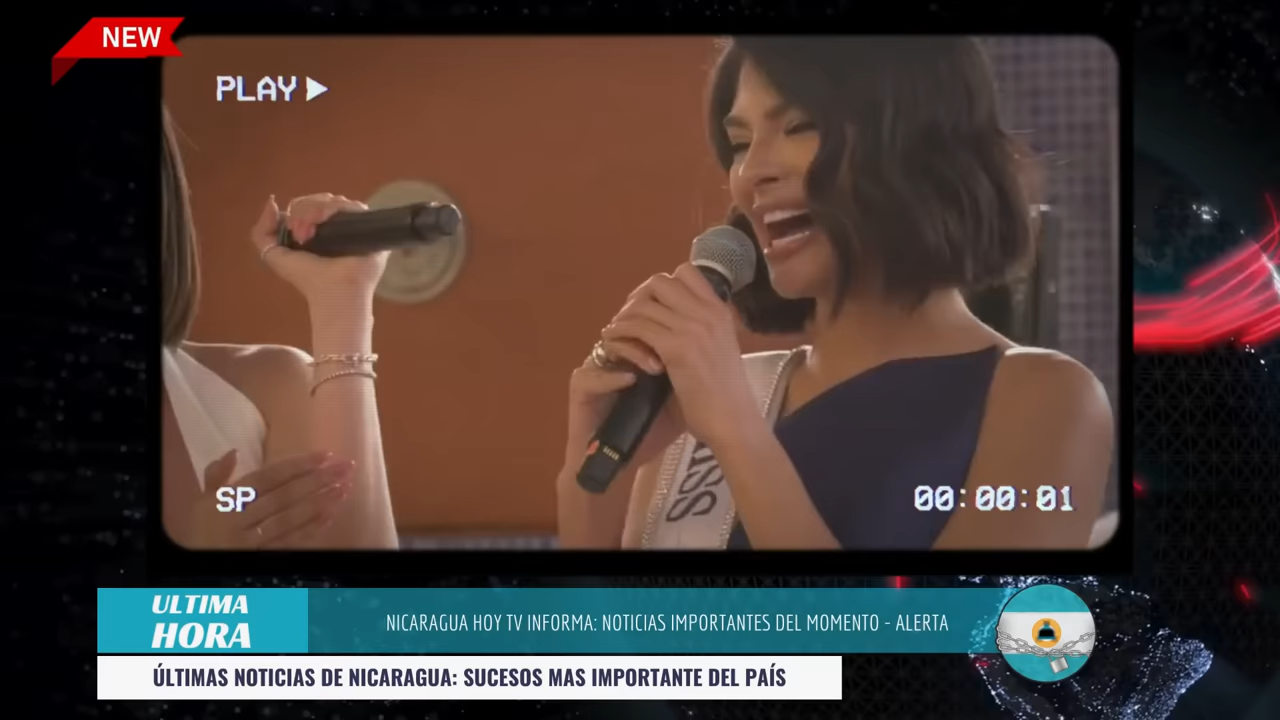 NEW
PLAY
SP
00:00:01
ULTIMA
HORA
NICARAGUA HOY TV INFORMA: NOTICIAS IMPORTANTES DEL MOMENTO - ALERTA
ÚLTIMAS NOTICIAS DE NICARAGUA: SUCESOS MAS IMPORTANTE DEL PAÍS